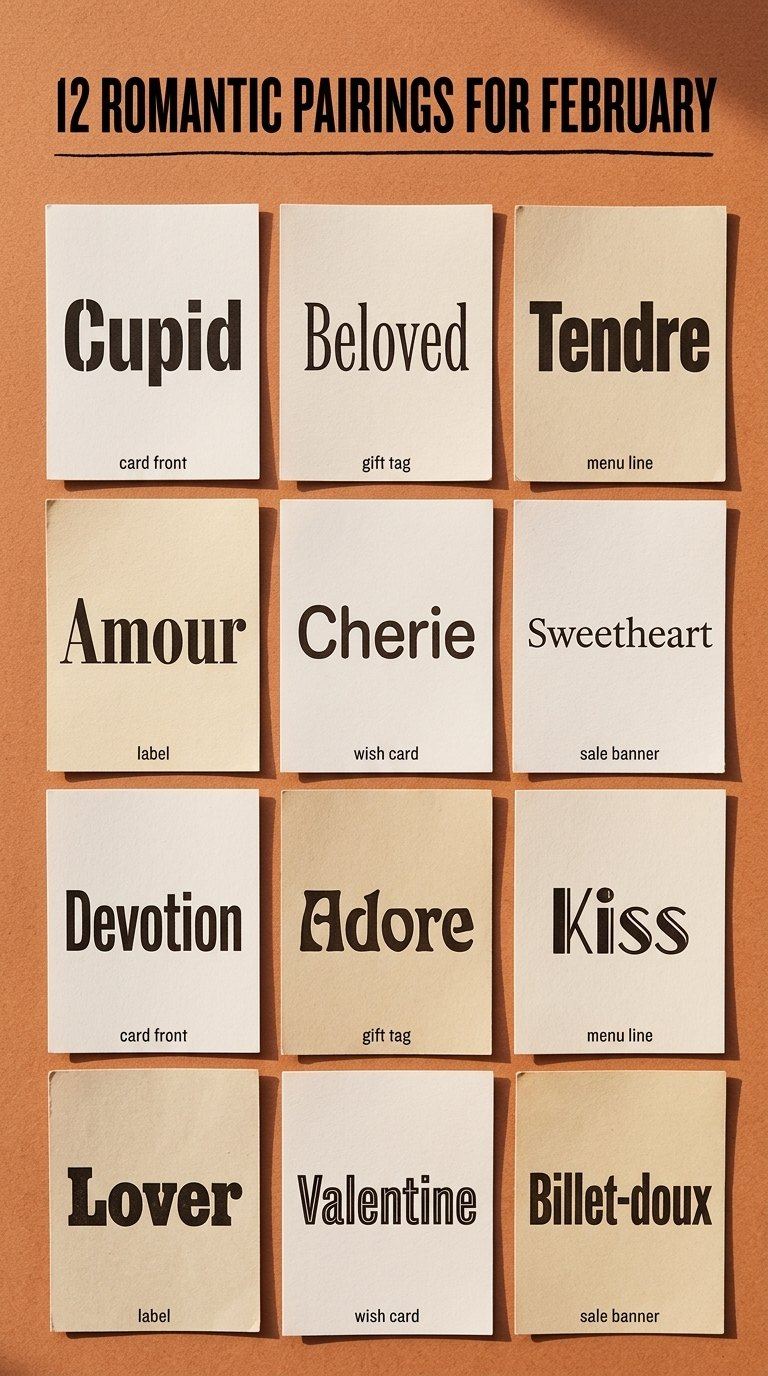 12 ROMANTIC PAIRINGS FOR FEBRUARY
Cupid
card front
Beloved
gift tag
Tendre
menu line
Amour
label
Cherie
wish card
Sweetheart
sale banner
Devotion
card front
Adore
gift tag
Kiss
menu line
Lover
label
Valentine
wish card
Billet-doux
sale banner